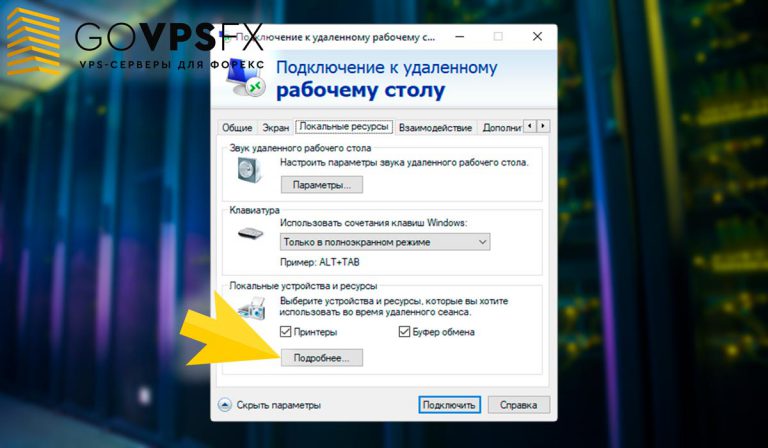 GOVPSFX
VPS-СЕРВЕРЫ ДЛЯ ФОРЕКС
Подключение к удаленному рабочему с...
Подключение к удаленному
рабочему столу
Общие Экран Локальные ресурсы Взаимодействие Дополнит
Звук удаленного рабочего стола
Настроить параметры звука удаленного рабочего стола.
Параметры...
Клавиатура
Использовать сочетания клавиш Windows:
Только в полноэкранном режиме
Пример: ALT+TAB
Локальные устройства и ресурсы
Выберите устройства и ресурсы, которые вы хотите
использовать во время удаленного сеанса.
Принтеры Буфер обмена
Подробнее...
Скрыть параметры Подключить Справка